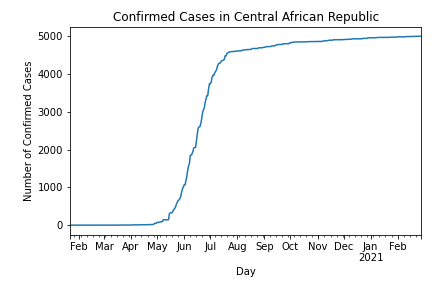 Confirmed Cases in Central African Republic
Number of Confirmed Cases
5000
4000
3000
2000
1000
0
Feb Mar Apr May Jun Jul Aug Sep Oct Nov Dec Jan Feb
2021
Day